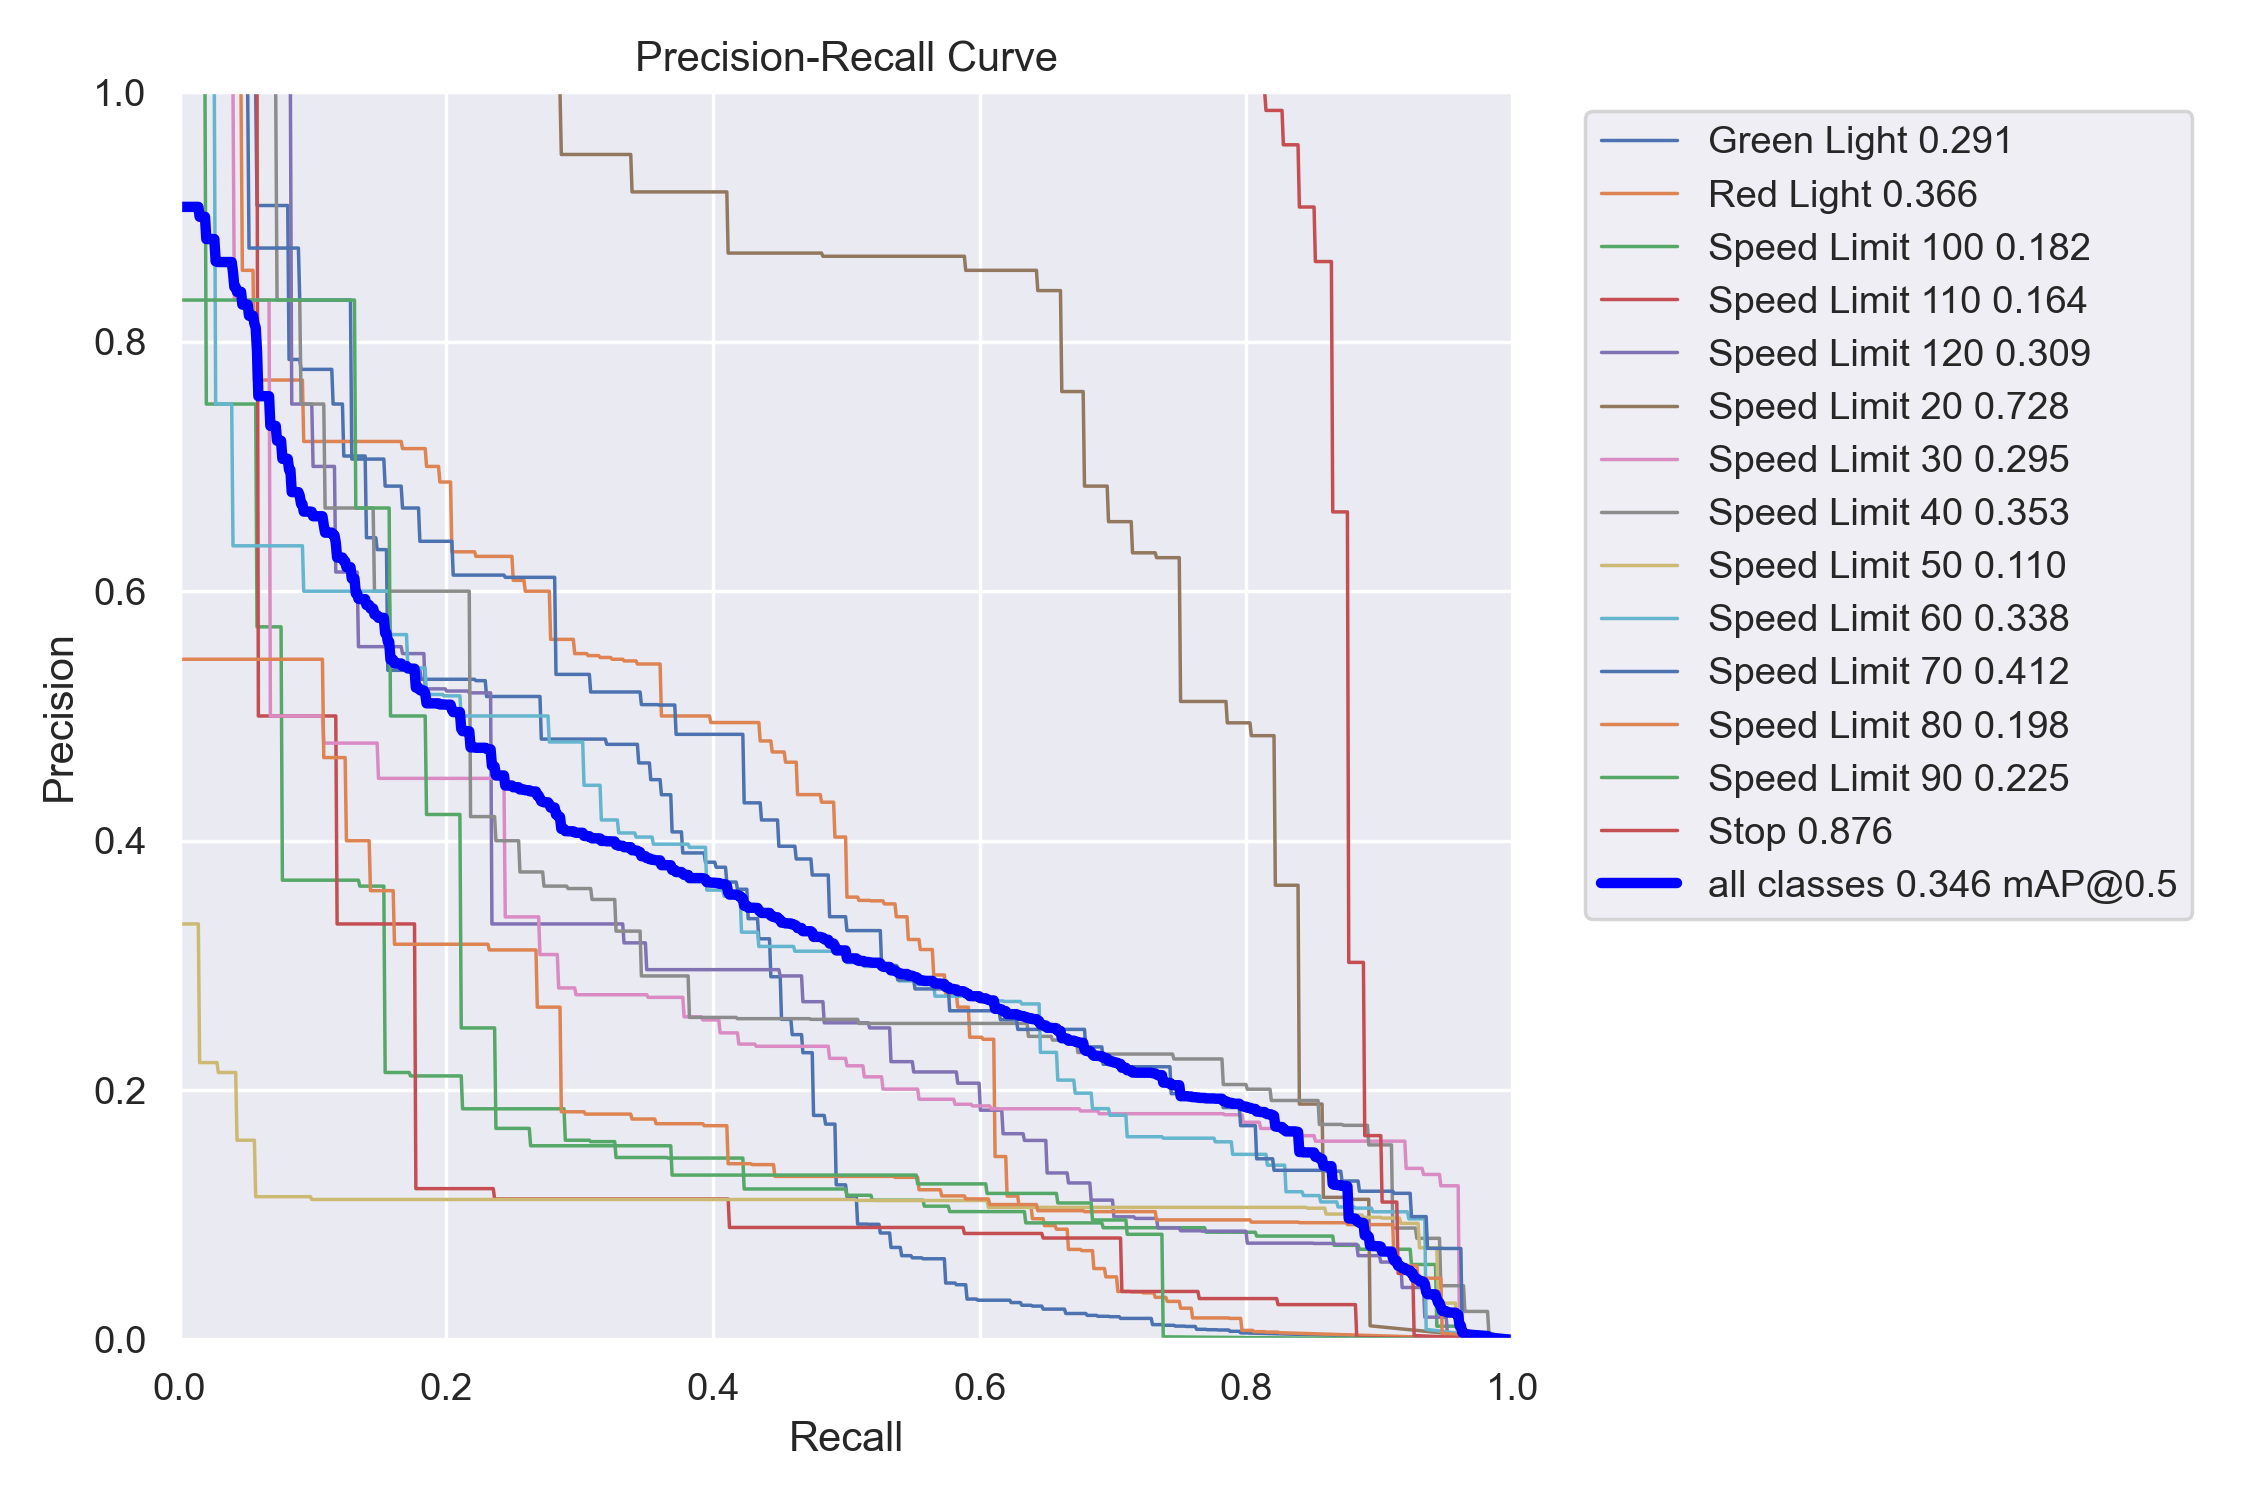 Precision-Recall Curve
1.0
0.8
0.6
0.4
0.2
0.0
Precision
0.0 0.2 0.4 0.6 0.8 1.0
Recall
Green Light 0.291
Red Light 0.366
Speed Limit 100 0.182
Speed Limit 110 0.164
Speed Limit 120 0.309
Speed Limit 20 0.728
Speed Limit 30 0.295
Speed Limit 40 0.353
Speed Limit 50 0.110
Speed Limit 60 0.338
Speed Limit 70 0.412
Speed Limit 80 0.198
Speed Limit 90 0.225
Stop 0.876
all classes 0.346 mAP@0.5